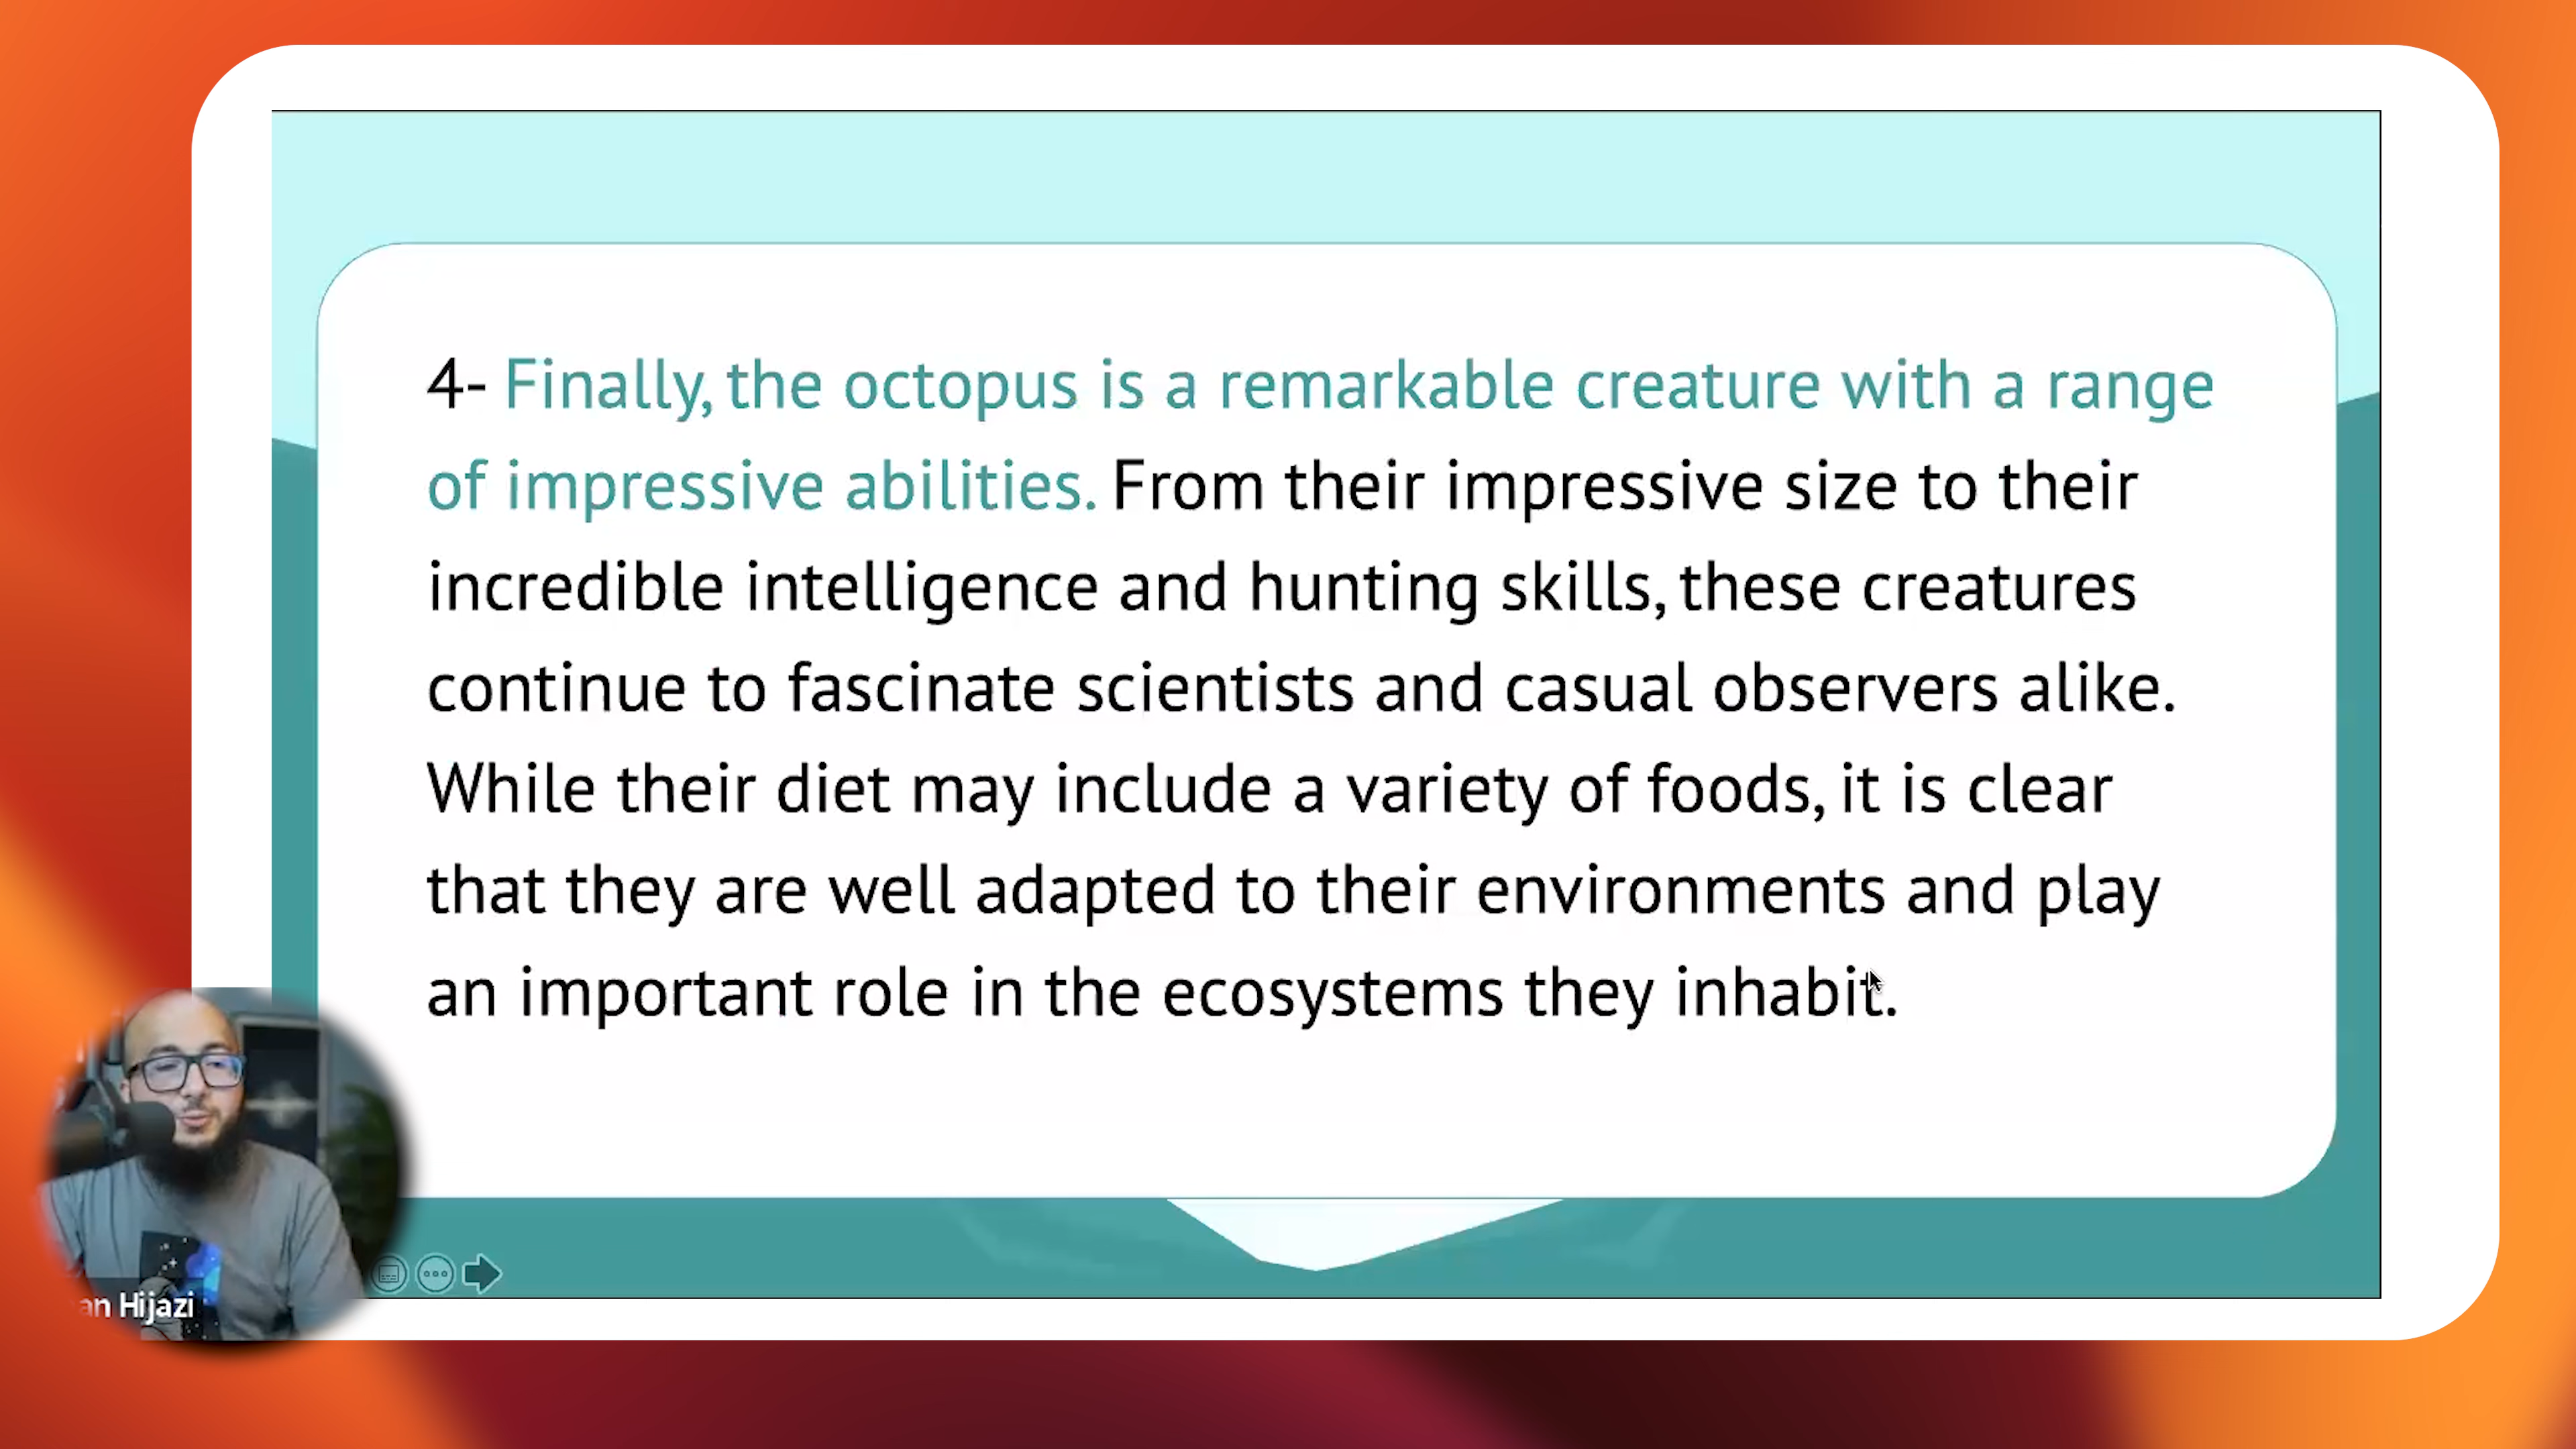 4- Finally, the octopus is a remarkable creature with a range
of impressive abilities. From their impressive size to their
incredible intelligence and hunting skills, these creatures
continue to fascinate scientists and casual observers alike.
While their diet may include a variety of foods, it is clear
that they are well adapted to their environments and play
an important role in the ecosystems they inhabit.
an Hijazi